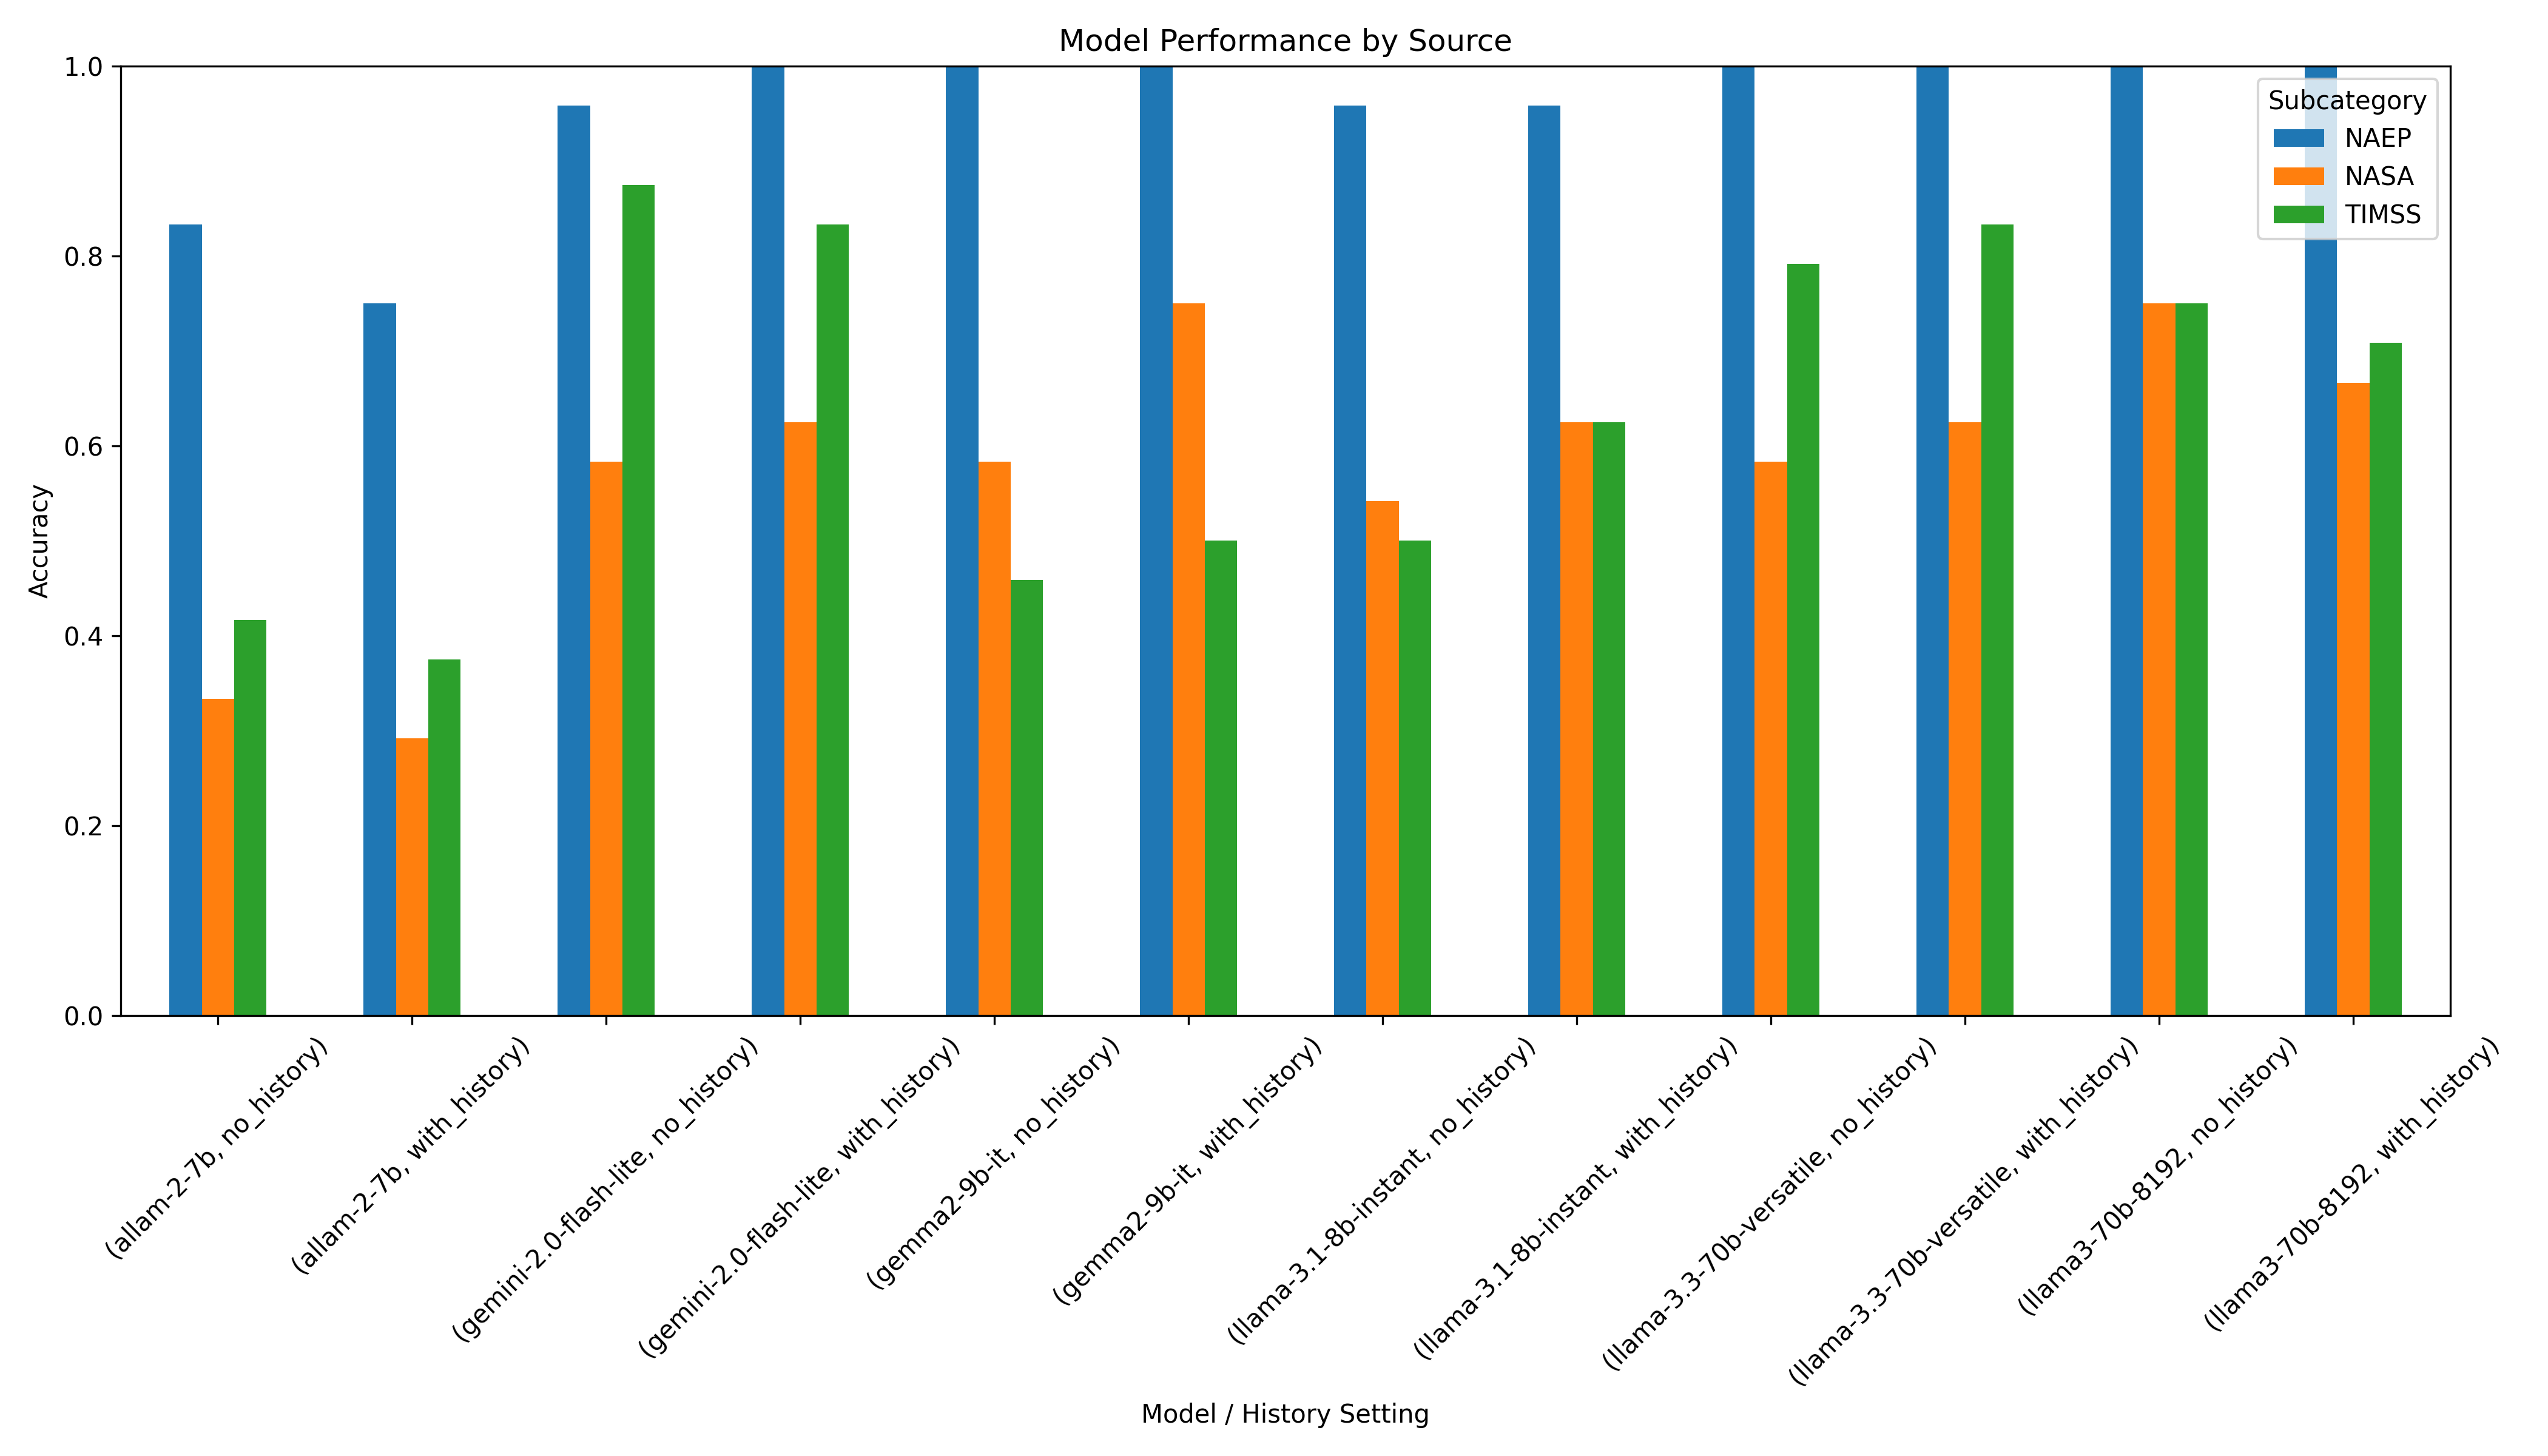 Model Performance by Source
1.0
0.8
0.6
0.4
0.2
0.0
Accuracy
Subcategory
NAEP
NASA
TIMSS
(allam-2-7b, no_history)
(allam-2-7b, with_history)
(gemini-2.0-flash-lite, no_history)
(gemini-2.0-flash-lite, with_history)
(gemma2-9b-it, no_history)
(gemma2-9b-it, with_history)
(llama-3.1-8b-instant, no_history)
(llama-3.1-8b-instant, with_history)
(llama-3.3-70b-versatile, no_history)
(llama-3.3-70b-versatile, with_history)
(llama3-70b-8192, no_history)
(llama3-70b-8192, with_history)
Model / History Setting